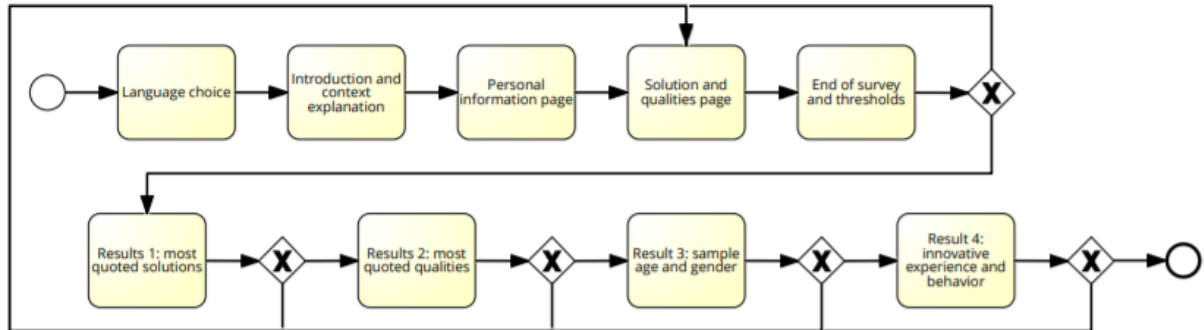 Language choice
Introduction and
context
explanation
Personal
information page
Solution and
qualities page
End of survey
and thresholds
X
Results 1: most
quoted solutions
X
Results 2: most
quoted qualities
X
Result 3: sample
age and gender
X
Result 4:
innovative
experience and
behavior
X